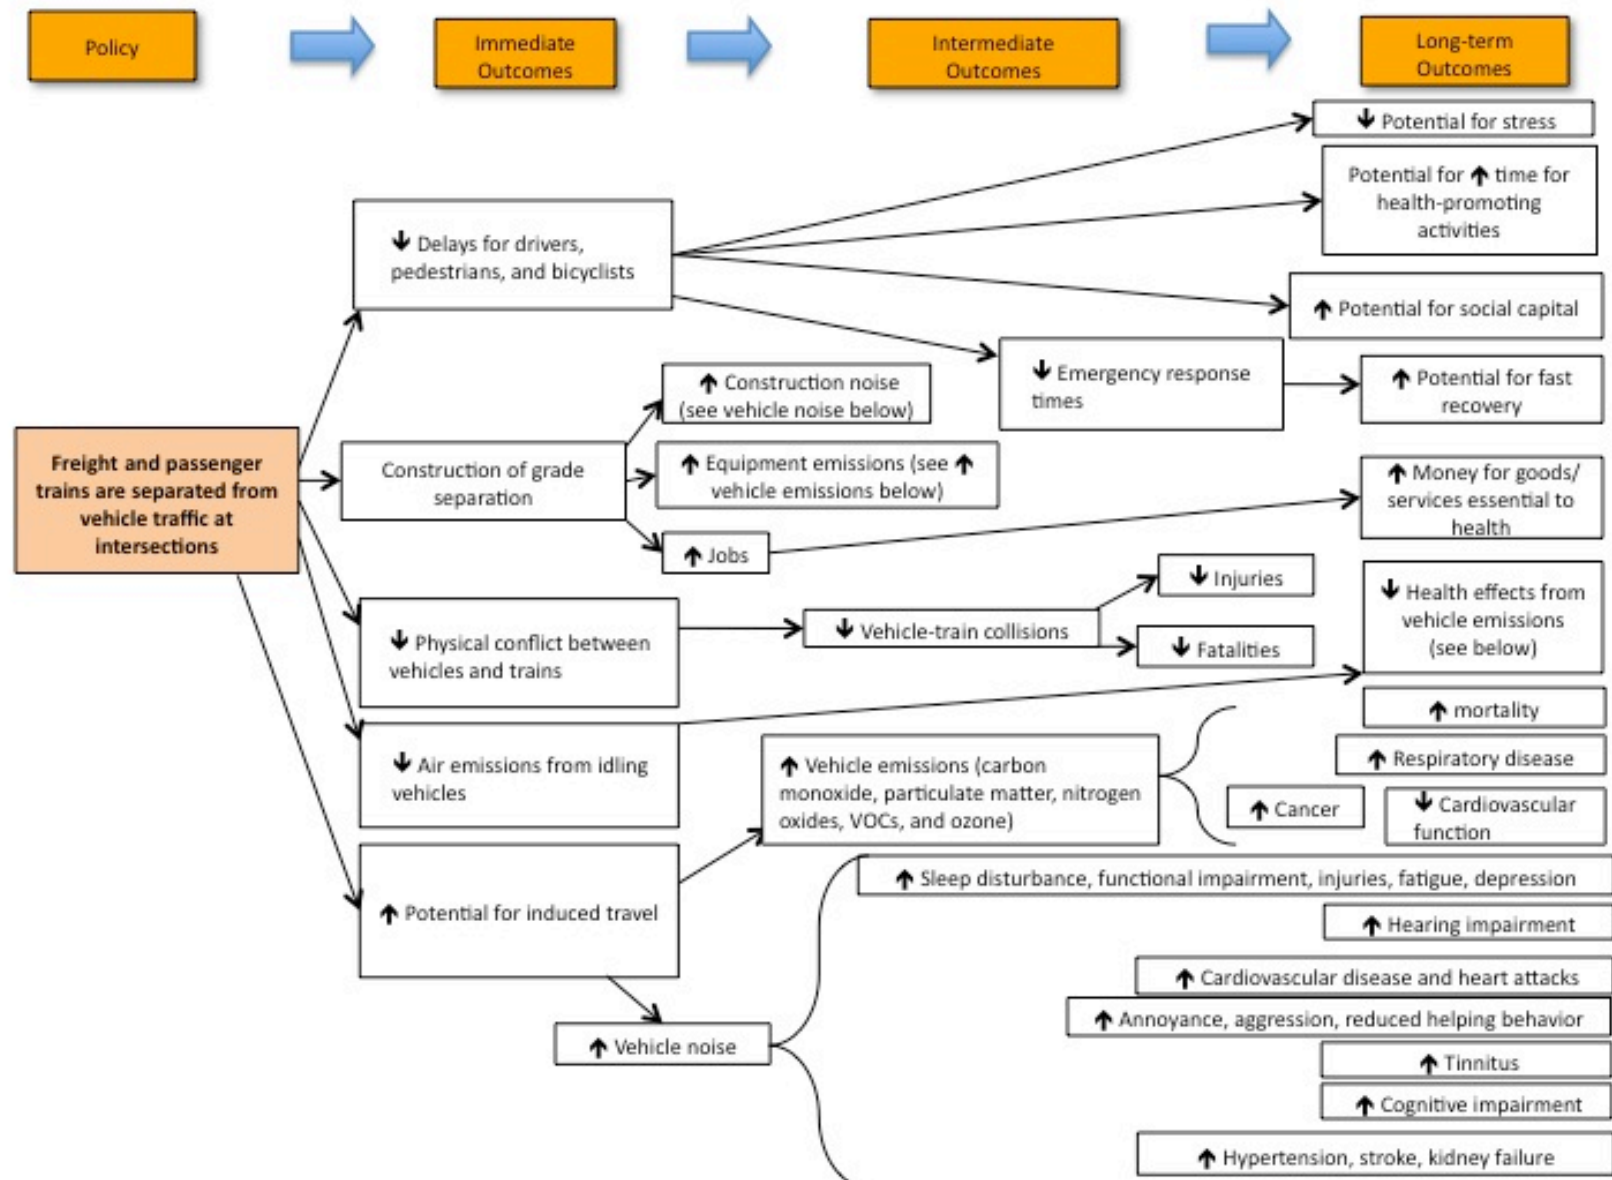 Policy
Immediate
Outcomes
Intermediate
Outcomes
Long-term
Outcomes
↓ Potential for stress
Potential for ↑ time for
health-promoting
activities
↓ Delays for drivers,
pedestrians, and bicyclists
↑ Potential for social capital
↓ Emergency response
times
↑ Potential for fast
recovery
↑ Construction noise
(see vehicle noise below)
Freight and passenger
trains are separated from
vehicle traffic at
intersections
Construction of grade
separation
↑ Equipment emissions (see ↑
vehicle emissions below)
↑ Money for goods/
services essential to
health
↑ Jobs
↓ Injuries
↓ Health effects from
vehicle emissions
(see below)
↓ Physical conflict between
vehicles and trains
↓ Vehicle-train collisions
↓ Fatalities
↑ mortality
↓ Air emissions from idling
vehicles
↑ Vehicle emissions (carbon
monoxide, particulate matter, nitrogen
oxides, VOCs, and ozone)
↑ Respiratory disease
↑ Cancer
↓ Cardiovascular
function
↑ Potential for induced travel
↑ Sleep disturbance, functional impairment, injuries, fatigue, depression
↑ Hearing impairment
↑ Cardiovascular disease and heart attacks
↑ Annoyance, aggression, reduced helping behavior
↑ Vehicle noise
↑ Tinnitus
↑ Cognitive impairment
↑ Hypertension, stroke, kidney failure